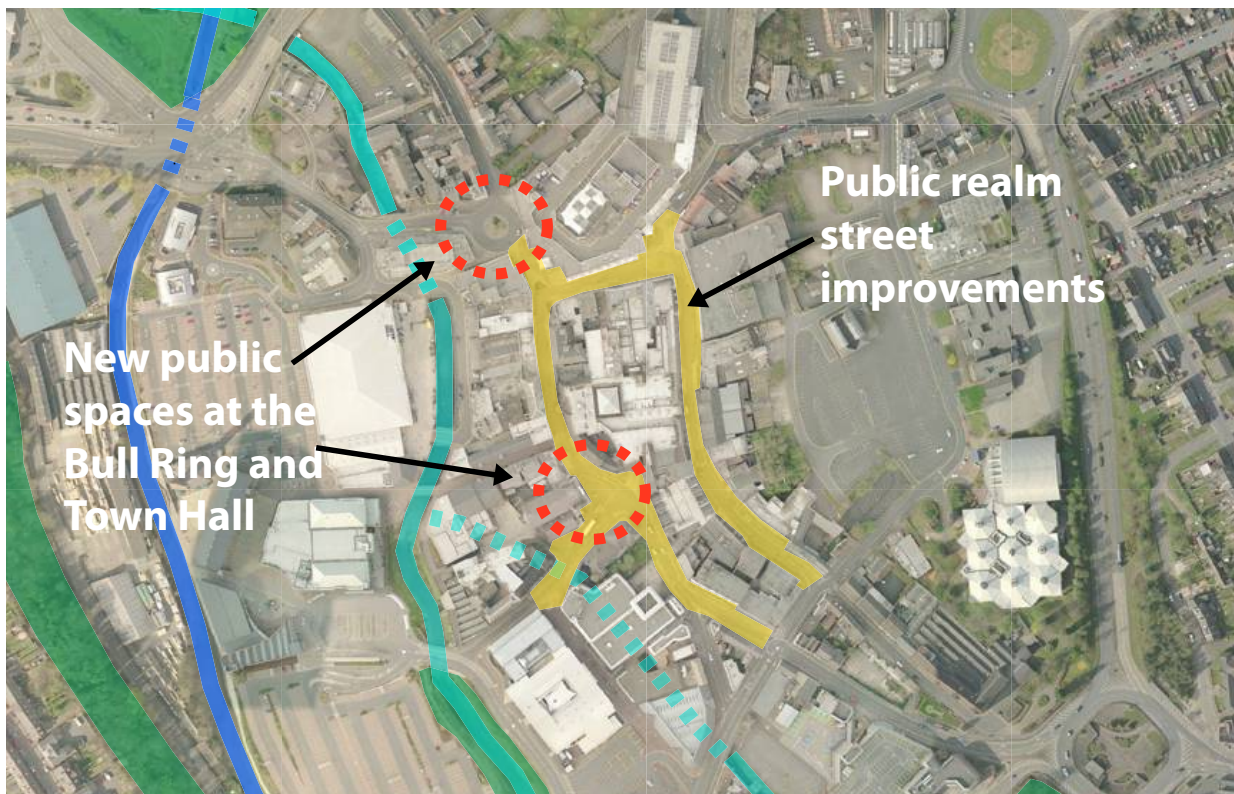 Public realm
street
improvements
New public
spaces at the
Bull Ring and
Town Hall